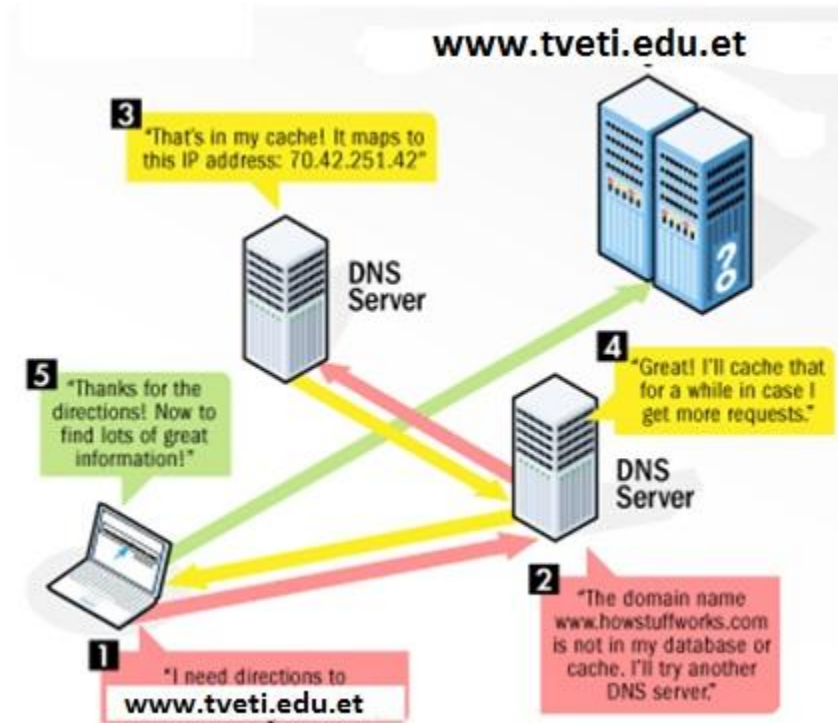 www.tveti.edu.et
3
"That's in my cache! It maps to
this IP address: 70.42.251.42"
DNS
Server
4
"Great! I'll cache that
for a while in case I
get more requests."
5
"Thanks for the
directions! Now to
find lots of great
information!"
DNS
Server
2
"The domain name
www.howstuffworks.com
is not in my database or
cache. I'll try another
DNS server."
1
"I need directions to
www.tveti.edu.et
?